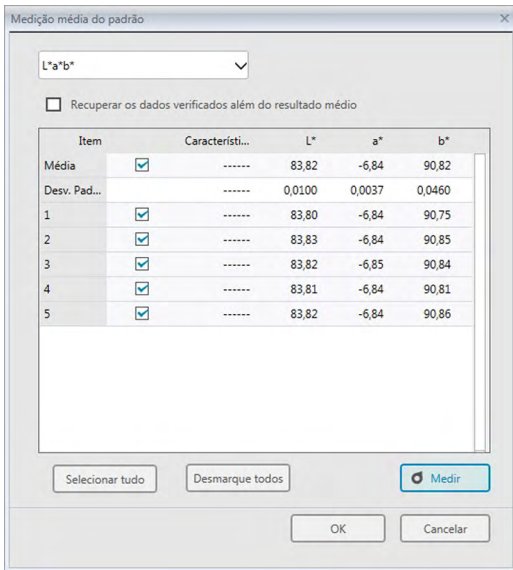 Medição média do padrão
L*a*b*
Recuperar os dados verificados além do resultado médio
Item Característi... L* a* b*
Média ------ 83,82 -6,84 90,82
Desv. Pad... ------ 0,0100 0,0037 0,0460
1 ------ 83,80 -6,84 90,75
2 ------ 83,83 -6,84 90,85
3 ------ 83,82 -6,85 90,84
4 ------ 83,81 -6,84 90,81
5 ------ 83,82 -6,84 90,86
Selecionar tudo Desmarque todos Medir
OK Cancelar